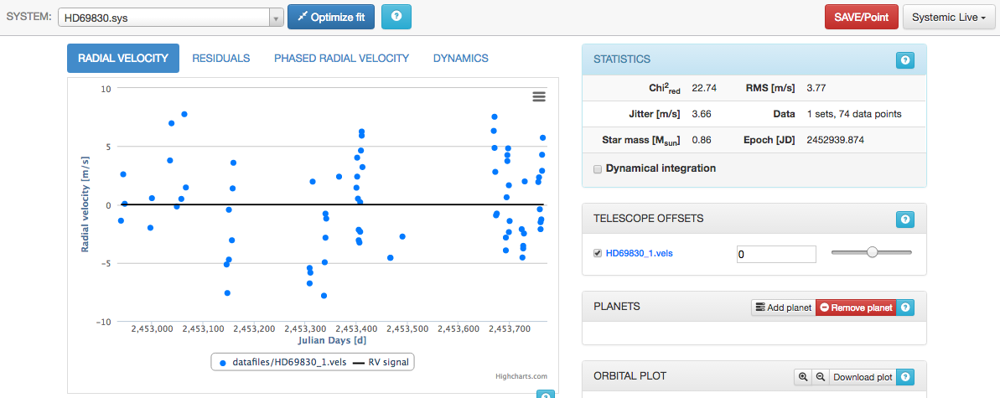 SYSTEM: HD69830.sys Optimize fit ? SAVE/Point Systemic Live
RADIAL VELOCITY RESIDUALS PHASED RADIAL VELOCITY DYNAMICS
10
5
0
−5
−10
Radial velocity [m/s]
2,453,000 2,453,100 2,453,200 2,453,300 2,453,400 2,453,500 2,453,600 2,453,700
Julian Days [d]
datafiles/HD69830_1.vels RV signal
Highcharts.com
?
STATISTICS ?
Chi²red 22.74 RMS [m/s] 3.77
Jitter [m/s] 3.66 Data 1 sets, 74 data points
Star mass [Msun] 0.86 Epoch [JD] 2452939.874
Dynamical integration
TELESCOPE OFFSETS ?
HD69830_1.vels 0
PLANETS Add planet Remove planet ?
ORBITAL PLOT Download plot ?